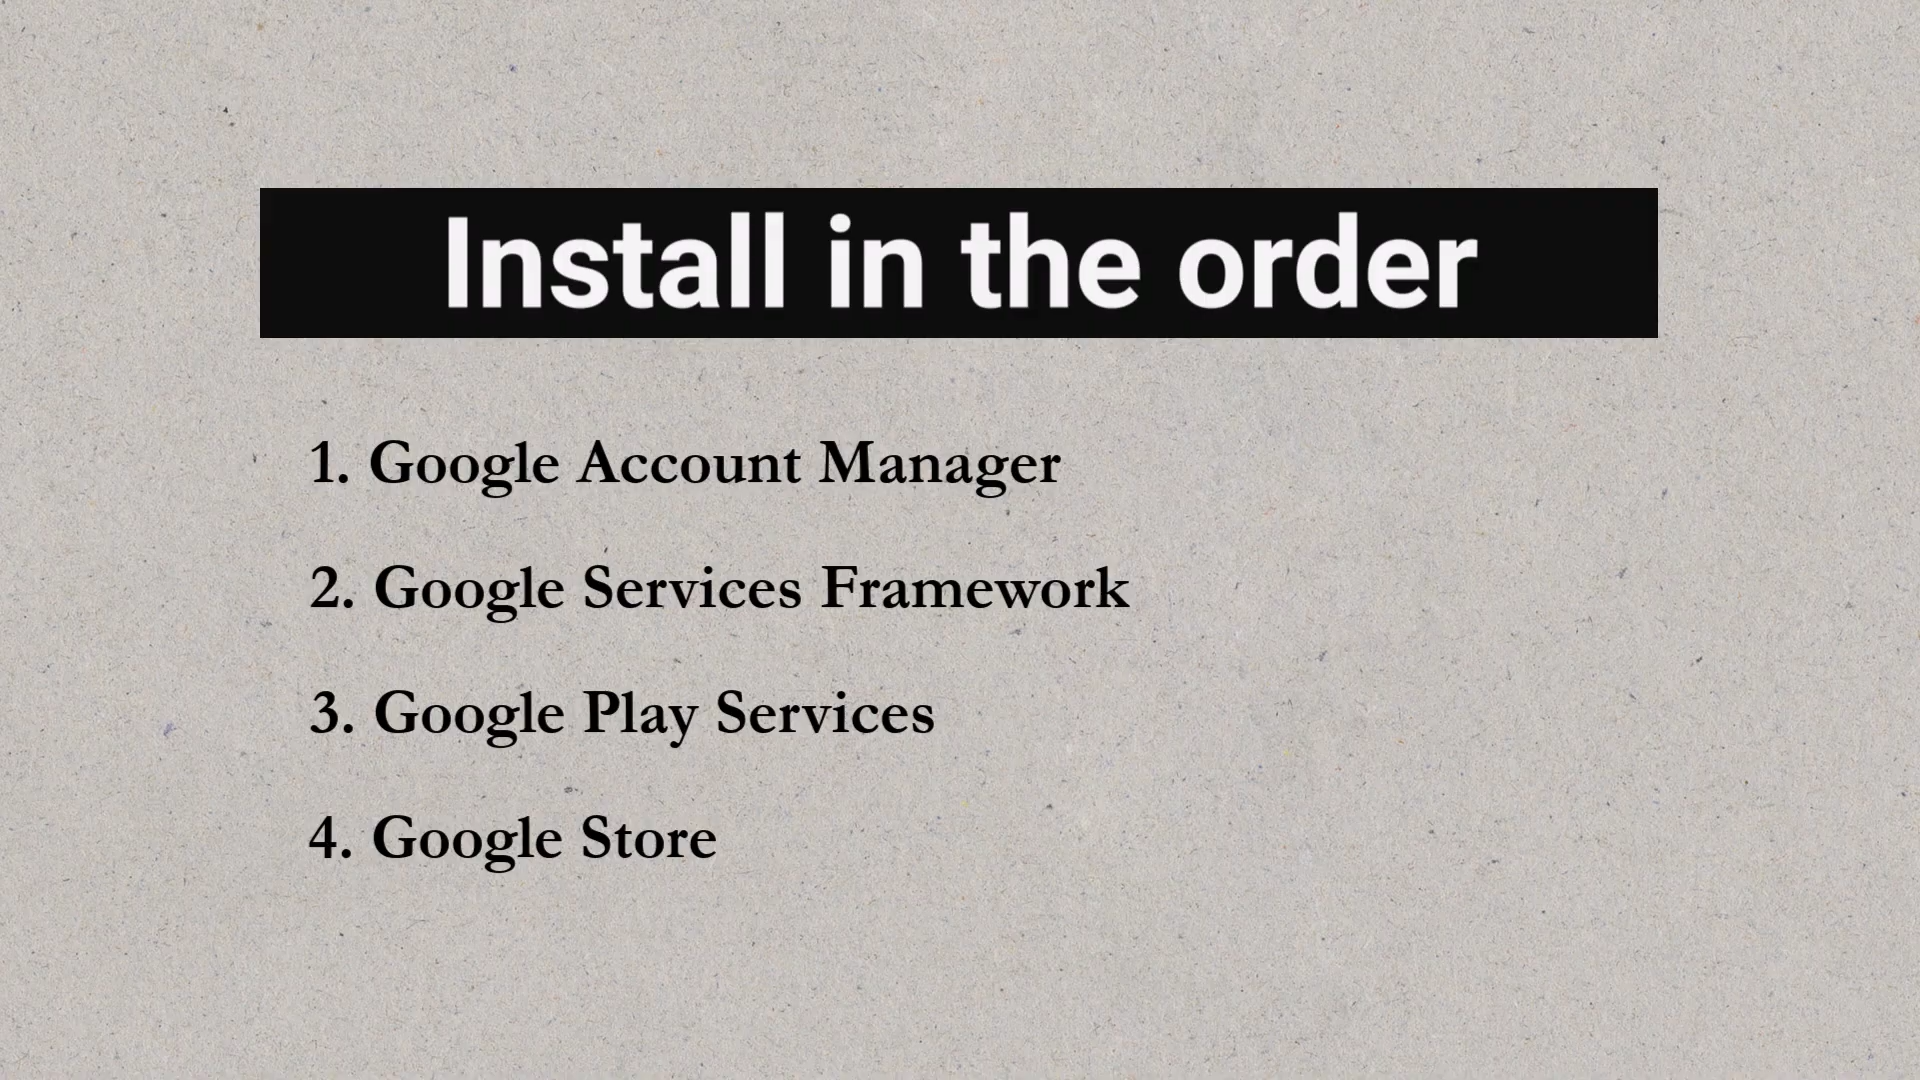 Install in the order
1. Google Account Manager
2. Google Services Framework
3. Google Play Services
4. Google Store